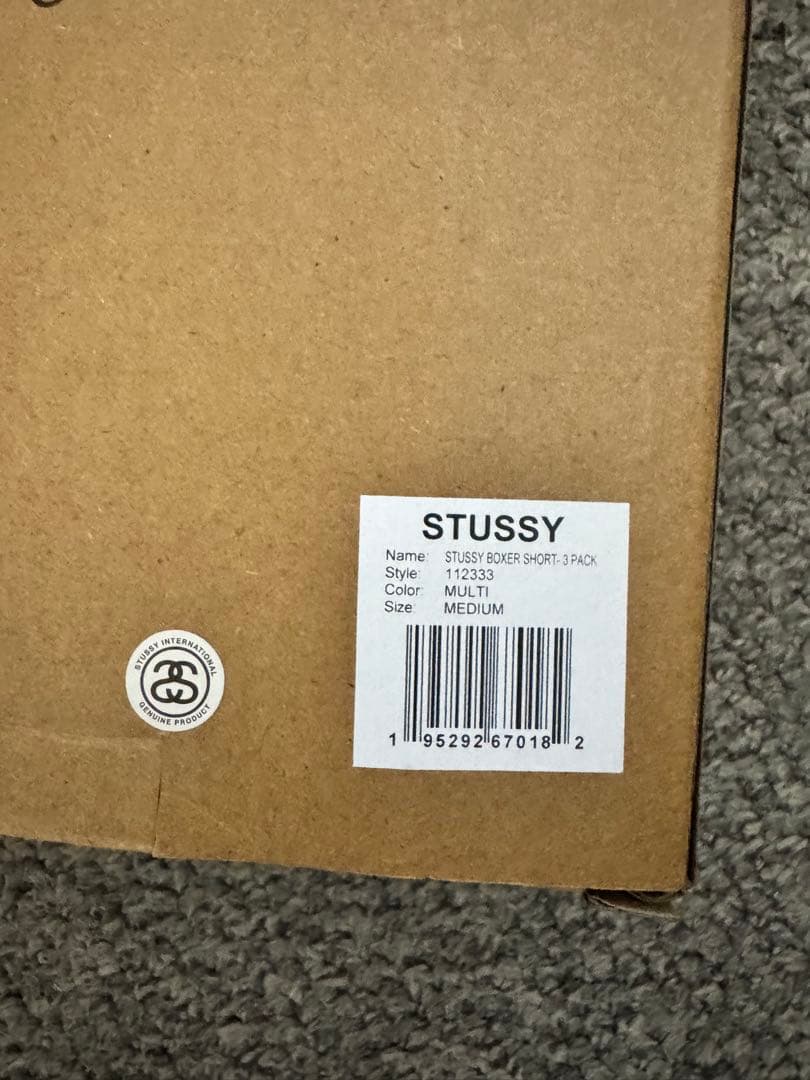 STUSSY
Name: STUSSY BOXER SHORT- 3 PACK
Style: 112333
Color: MULTI
Size: MEDIUM
1 95292 67018 2
STUSSY INTERNATIONAL
GENUINE PRODUCT